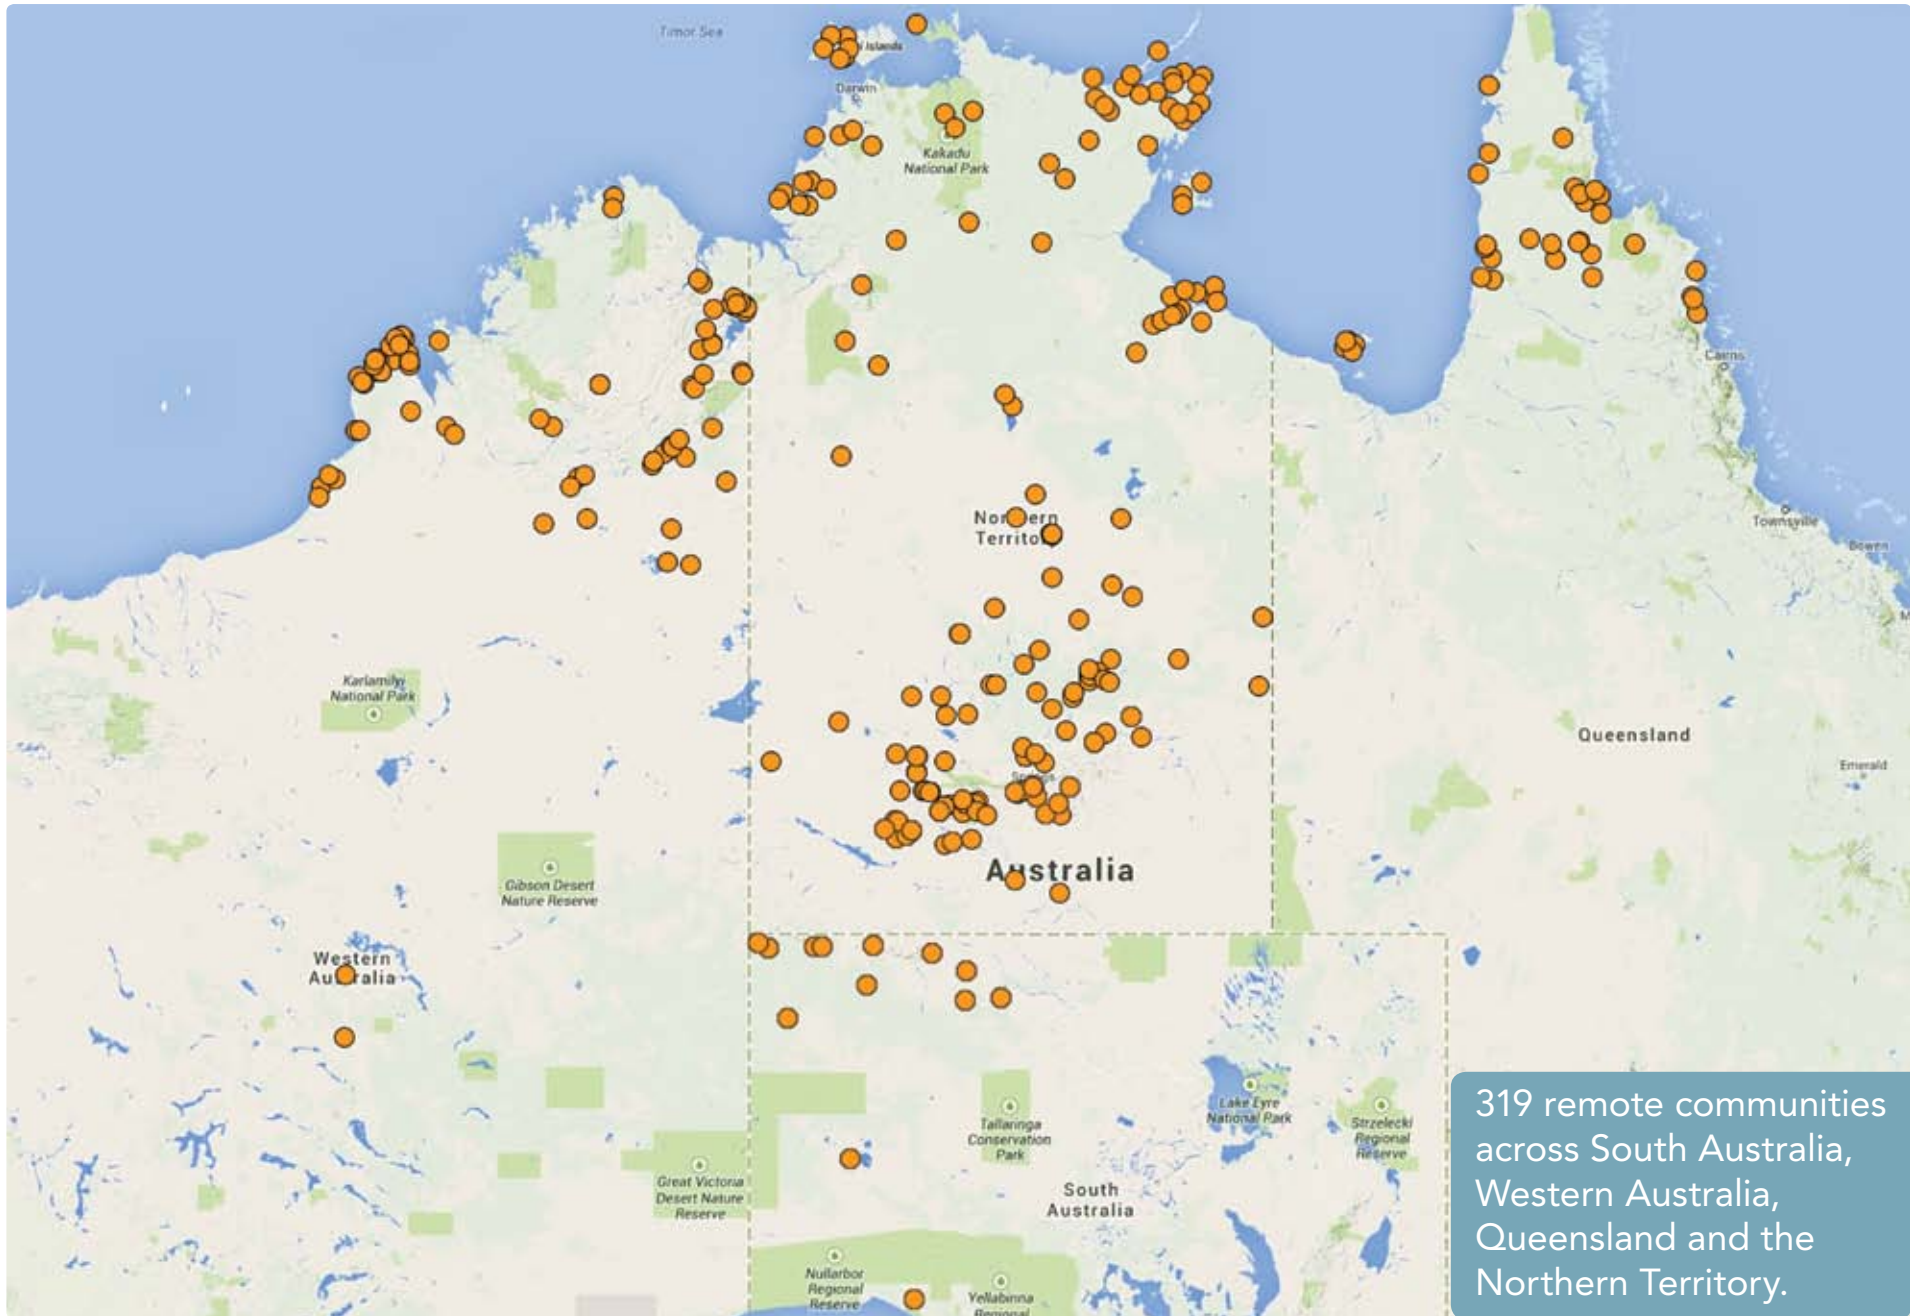 Timor Sea
Islands
Darwin
Kakadu
National Park
Cairns
Townsville
Bowen
Northern
Territory
Karlamilyi
National Park
Queensland
Emerald
Springs
Australia
Gibson Desert
Nature Reserve
Western
Australia
Lake Eyre
National Park
Strzelecki
Regional
Reserve
Tallaringa
Conservation
Park
Great Victoria
Desert Nature
Reserve
South
Australia
Nullarbor
Regional
Reserve
Yellabinna
Regional
319 remote communities
across South Australia,
Western Australia,
Queensland and the
Northern Territory.